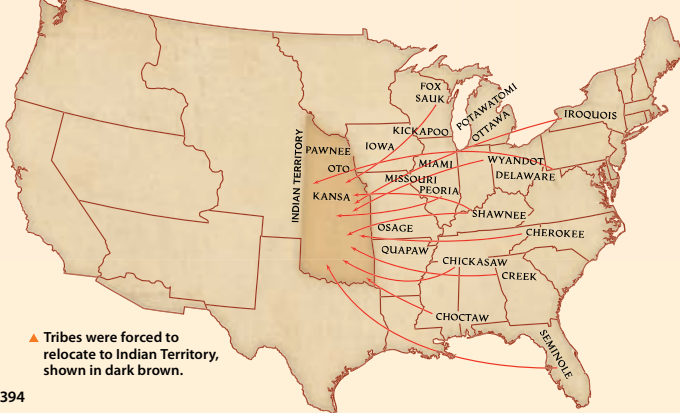 FOX
SAUK
POTAWATOMI
OTTAWA
IROQUOIS
KICKAPOO
INDIAN TERRITORY
PAWNEE
IOWA
OTO
MIAMI
WYANDOT
MISSOURI
DELAWARE
KANSA
PEORIA
SHAWNEE
OSAGE
CHEROKEE
QUAPAW
CHICKASAW
CREEK
CHOCTAW
SEMINOLE
▲ Tribes were forced to
relocate to Indian Territory,
shown in dark brown.
394